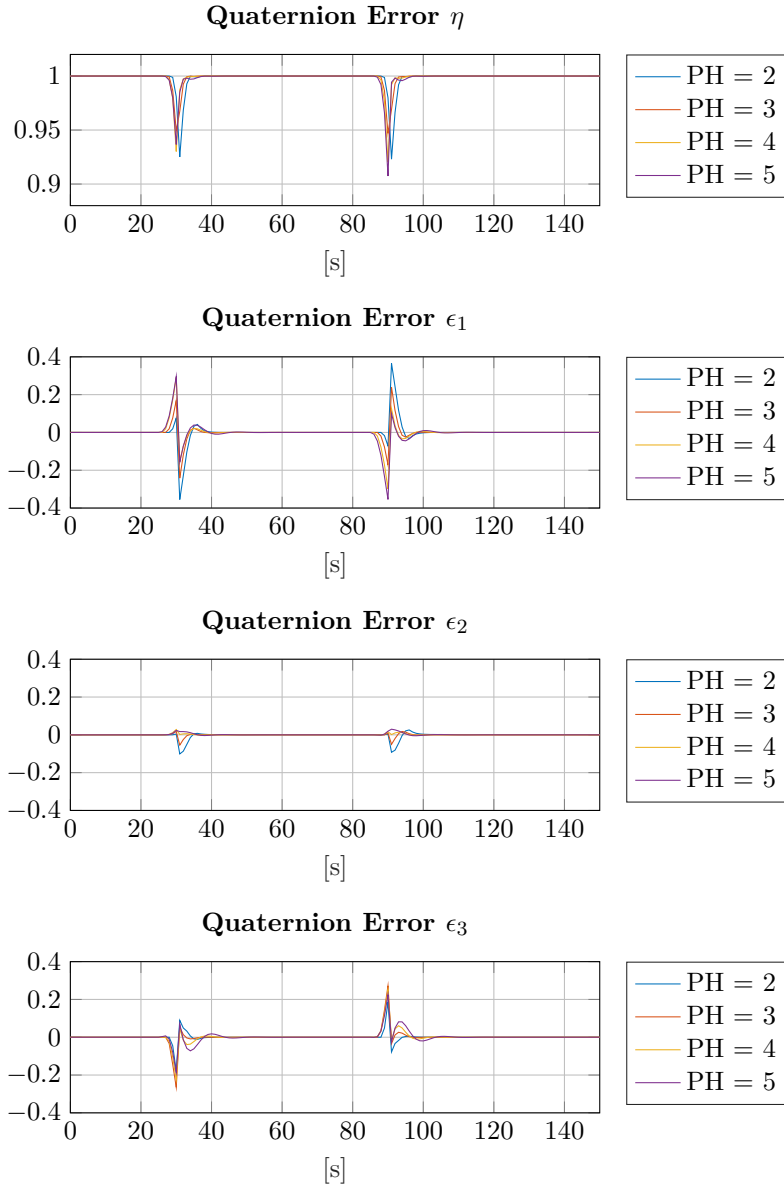 Quaternion Error η
1
0.95
0.9
0 20 40 60 80 100 120 140
[s]
PH = 2
PH = 3
PH = 4
PH = 5
Quaternion Error ϵ1
0.4
0.2
0
−0.2
−0.4
0 20 40 60 80 100 120 140
[s]
PH = 2
PH = 3
PH = 4
PH = 5
Quaternion Error ϵ2
0.4
0.2
0
−0.2
−0.4
0 20 40 60 80 100 120 140
[s]
PH = 2
PH = 3
PH = 4
PH = 5
Quaternion Error ϵ3
0.4
0.2
0
−0.2
−0.4
0 20 40 60 80 100 120 140
[s]
PH = 2
PH = 3
PH = 4
PH = 5